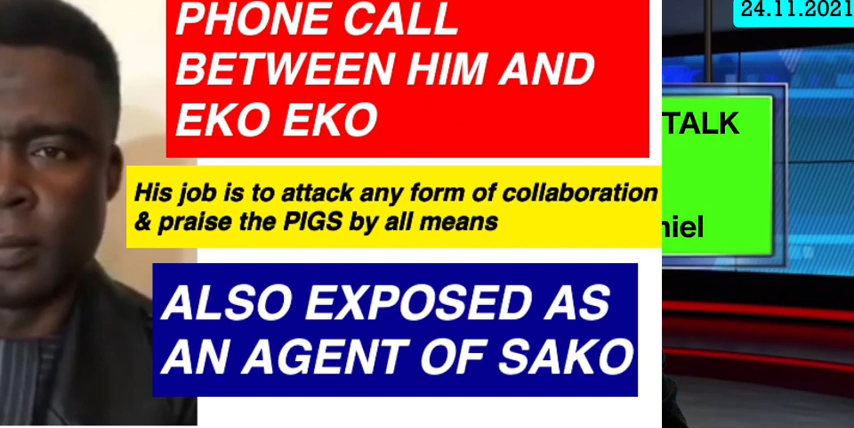 PHONE CALL
BETWEEN HIM AND
EKO EKO
His job is to attack any form of collaboration
& praise the PIGS by all means
ALSO EXPOSED AS
AN AGENT OF SAKO
24.11.2021
TALK
niel